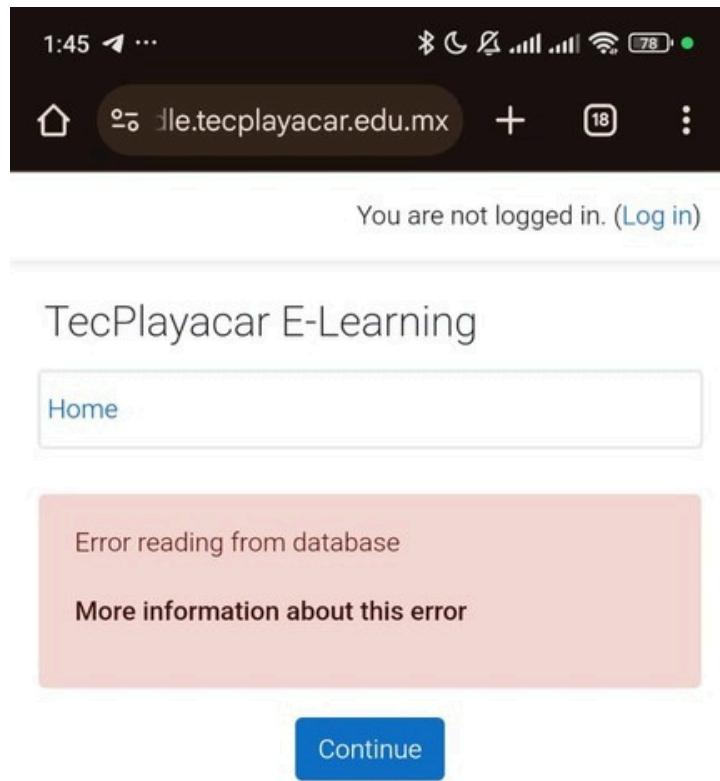 1:45
78
dle.tecplayacar.edu.mx
18
You are not logged in. (Log in)
TecPlayacar E-Learning
Home
Error reading from database
More information about this error
Continue